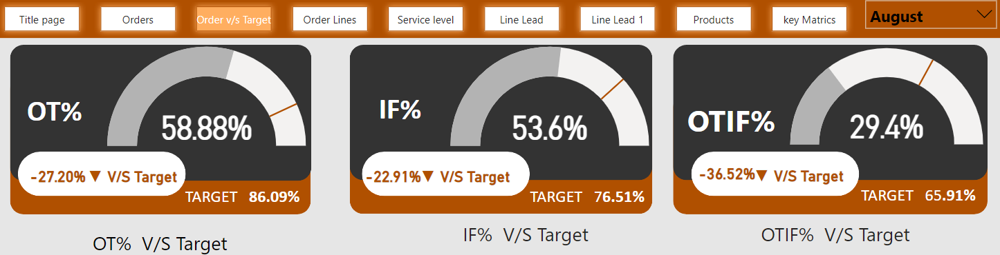 Title page
Orders
Order v/s Target
Order Lines
Service level
Line Lead
Line Lead 1
Products
key Matrics
August
OT%
58.88%
-27.20% ▼ V/S Target
TARGET 86.09%
OT% V/S Target
IF%
53.6%
-22.91%▼ V/S Target
TARGET 76.51%
IF% V/S Target
OTIF%
29.4%
-36.52%▼ V/S Target
TARGET 65.91%
OTIF% V/S Target